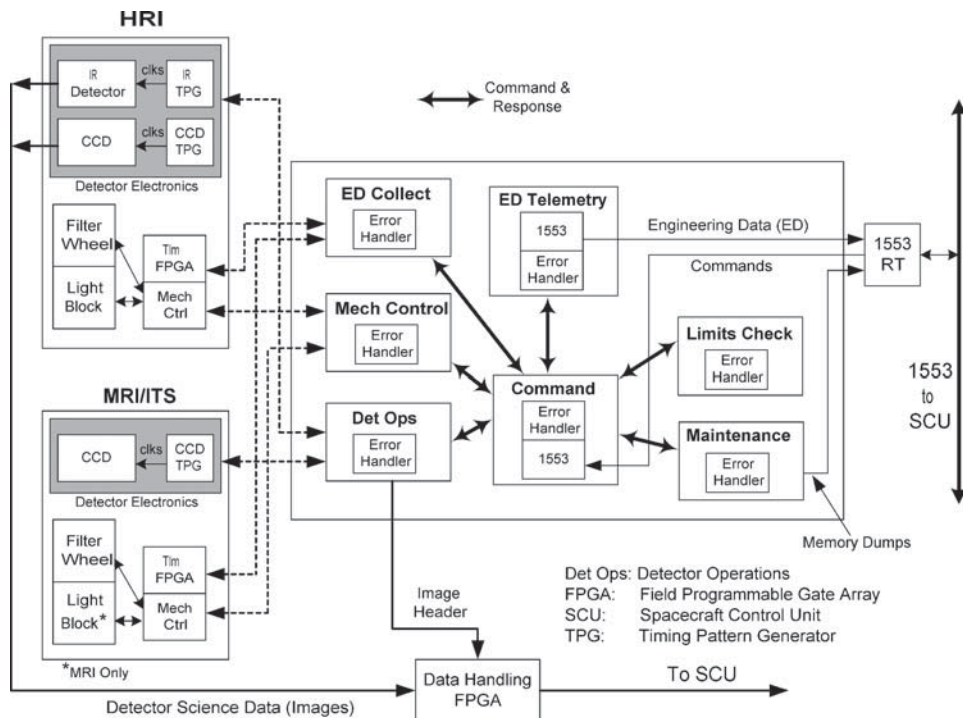 HRI
IR
Detector
clks
IR
TPG
CCD
clks
CCD
TPG
Detector Electronics
Filter
Wheel
Light
Block
Tim
FPGA
Mech
Ctrl
MRI/ITS
CCD
clks
CCD
TPG
Detector Electronics
Filter
Wheel
Light
Block*
Tim
FPGA
Mech
Ctrl
*MRI Only
Command &
Response
ED Collect
Error
Handler
ED Telemetry
1553
Error
Handler
Mech Control
Error
Handler
Limits Check
Error
Handler
Command
Error
Handler
1553
Det Ops
Error
Handler
Maintenance
Error
Handler
Engineering Data (ED)
Commands
1553
RT
1553
to
SCU
Memory Dumps
Image
Header
Det Ops: Detector Operations
FPGA: Field Programmable Gate Array
SCU: Spacecraft Control Unit
TPG: Timing Pattern Generator
Detector Science Data (Images)
Data Handling
FPGA
To SCU